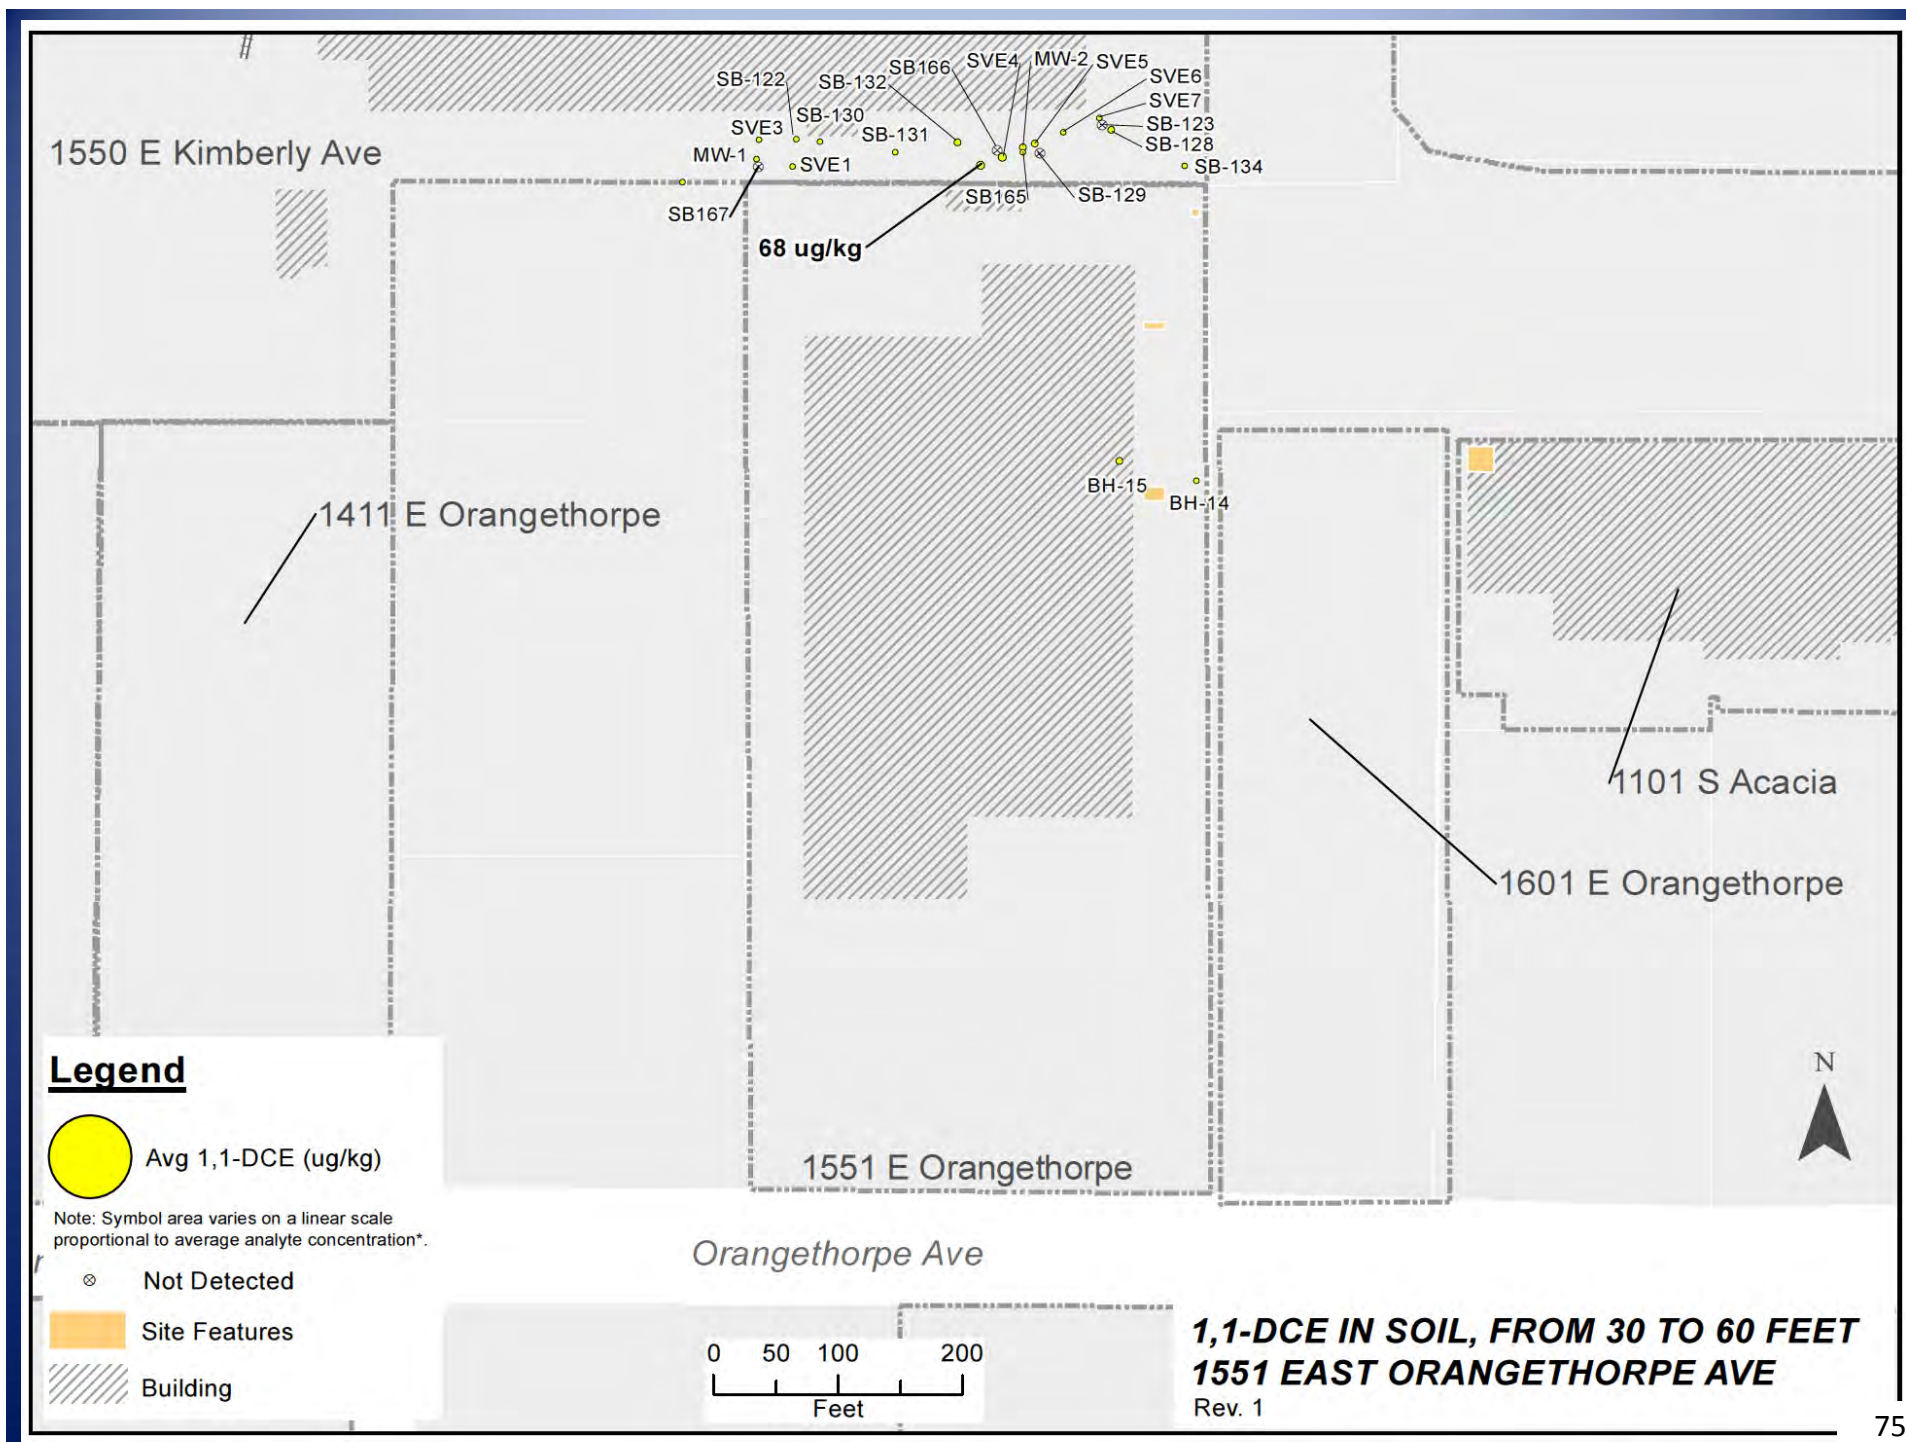 SB-122
SB-132
SB166
SVE4
MW-2
SVE5
SVE6
SVE7
SB-130
SVE3
SB-131
SB-123
SB-128
1550 E Kimberly Ave
MW-1
SVE1
SB-134
SB167
SB165
SB-129
68 ug/kg
BH-15
BH-14
1411 E Orangethorpe
1101 S Acacia
1601 E Orangethorpe
1551 E Orangethorpe
N
Legend
Avg 1,1-DCE (ug/kg)
Note: Symbol area varies on a linear scale
proportional to average analyte concentration*.
Not Detected
Site Features
Building
Orangethorpe Ave
0 50 100 200
Feet
1,1-DCE IN SOIL, FROM 30 TO 60 FEET
1551 EAST ORANGETHORPE AVE
Rev. 1
75